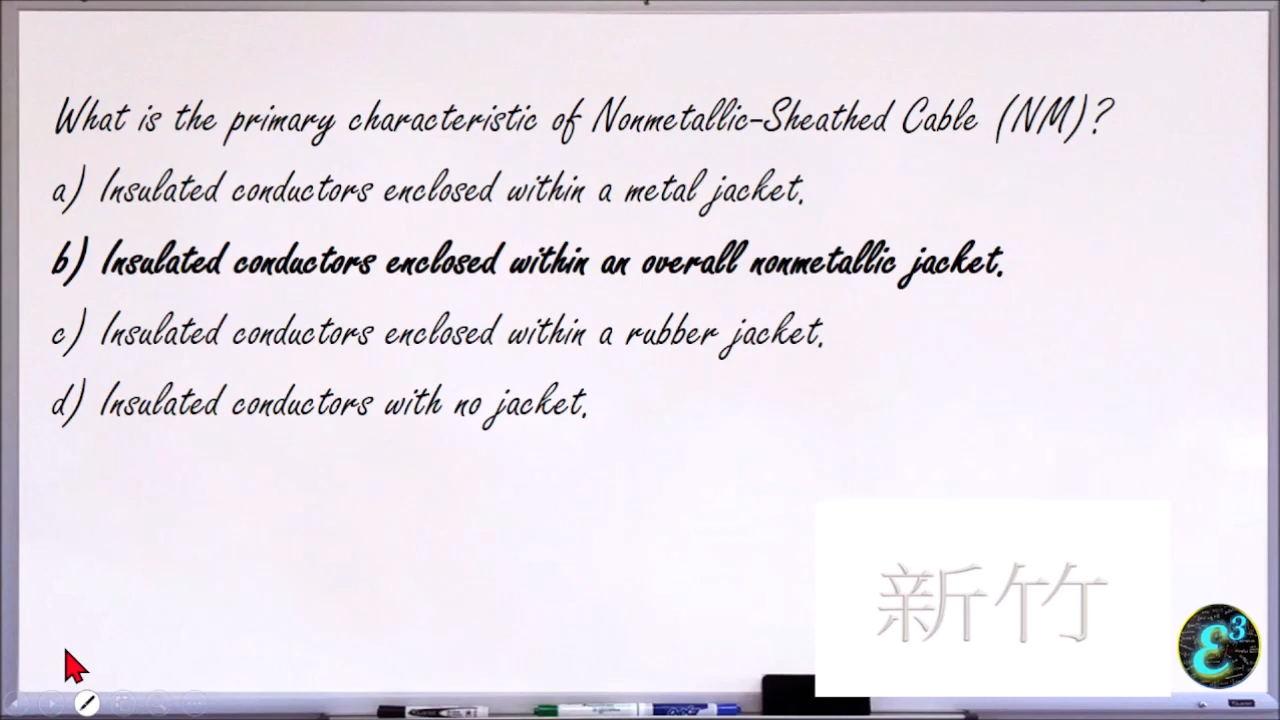 What is the primary characteristic of Nonmetallic-Sheathed Cable (NM)?
a) Insulated conductors enclosed within a metal jacket.
b) Insulated conductors enclosed within an overall nonmetallic jacket.
c) Insulated conductors enclosed within a rubber jacket.
d) Insulated conductors with no jacket.
新竹
ε3